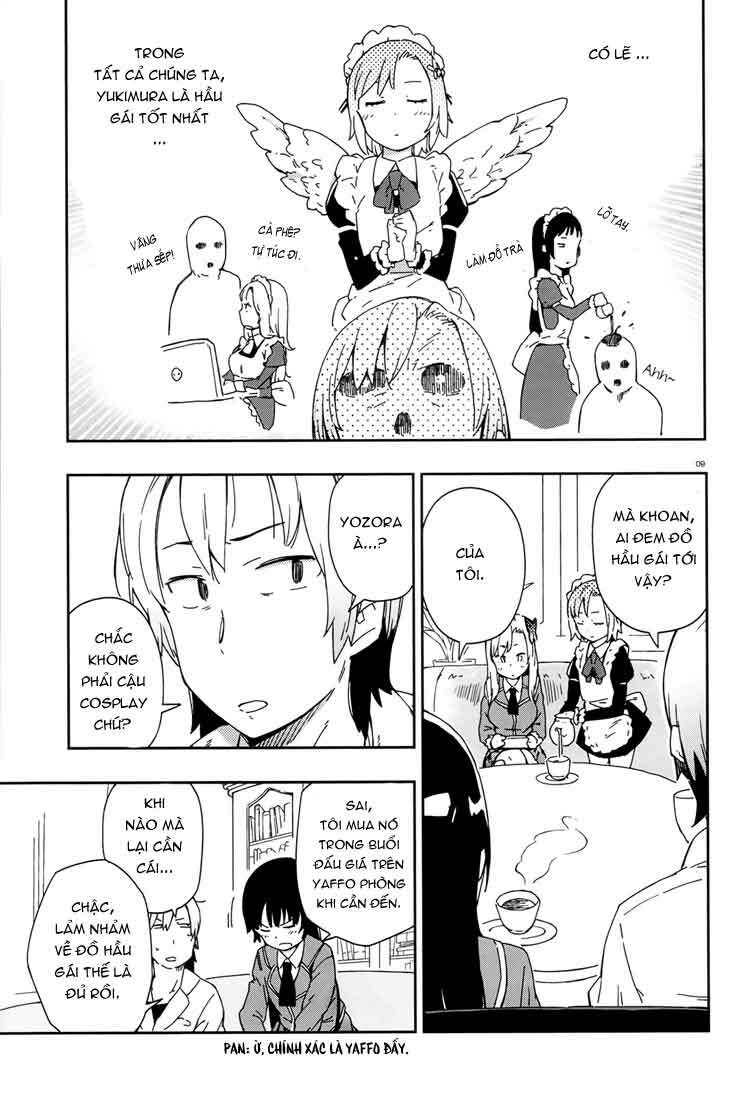 CÓ LẼ ...
TRONG
TẤT CẢ CHÚNG TA,
YUKIMURA LÀ HẦU
GÁI TỐT NHẤT
...
LỠ TAY.
LÀM ĐỔ TRÀ
Ahh~
CÀ PHÊ?
TỰ TÚC ĐI.
VÂNG
THƯA SẾP!
09
MÀ KHOAN,
AI ĐEM ĐỒ
HẦU GÁI TỚI
VẬY?
CỦA
TÔI.
YOZORA
À...?
CHẮC
KHÔNG
PHẢI CẬU
COSPLAY
CHỨ?
SAI,
TÔI MUA NÓ
TRONG BUỔI
ĐẤU GIÁ TRÊN
YAFFO PHÒNG
KHI CẦN ĐẾN.
KHI
NÀO MÀ
LẠI CẦN
CÁI...
CHẬC,
LẢM NHẢM
VỀ ĐỒ HẦU
GÁI THẾ LÀ
ĐỦ RỒI.
PAN: Ừ, CHÍNH XÁC LÀ YAFFO ĐẤY.